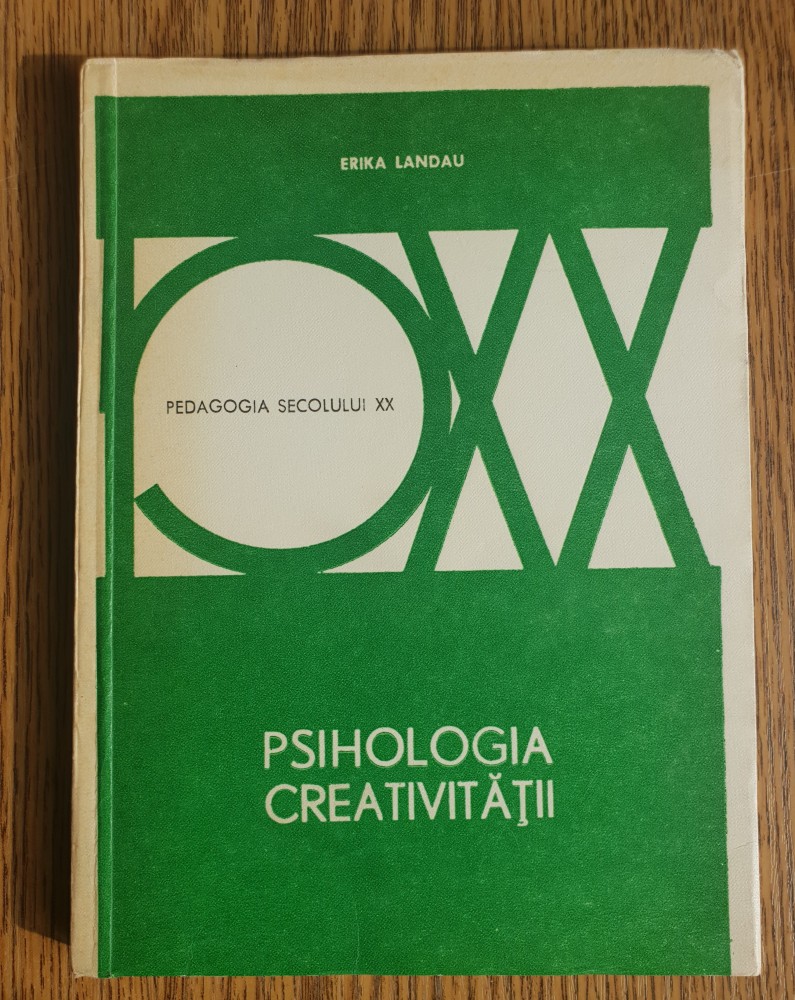 ERIKA LANDAU
PEDAGOGIA SECOLULUI XX
PSIHOLOGIA
CREATIVITĂŢII